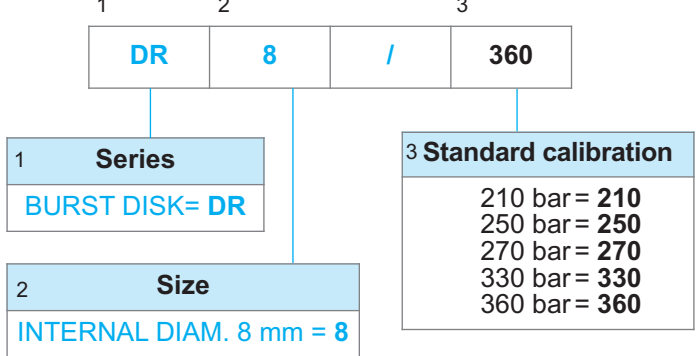 1 2 3
DR 8 / 360
1 Series
BURST DISK= DR
2 Size
INTERNAL DIAM. 8 mm = 8
3 Standard calibration
210 bar= 210
250 bar= 250
270 bar= 270
330 bar= 330
360 bar= 360